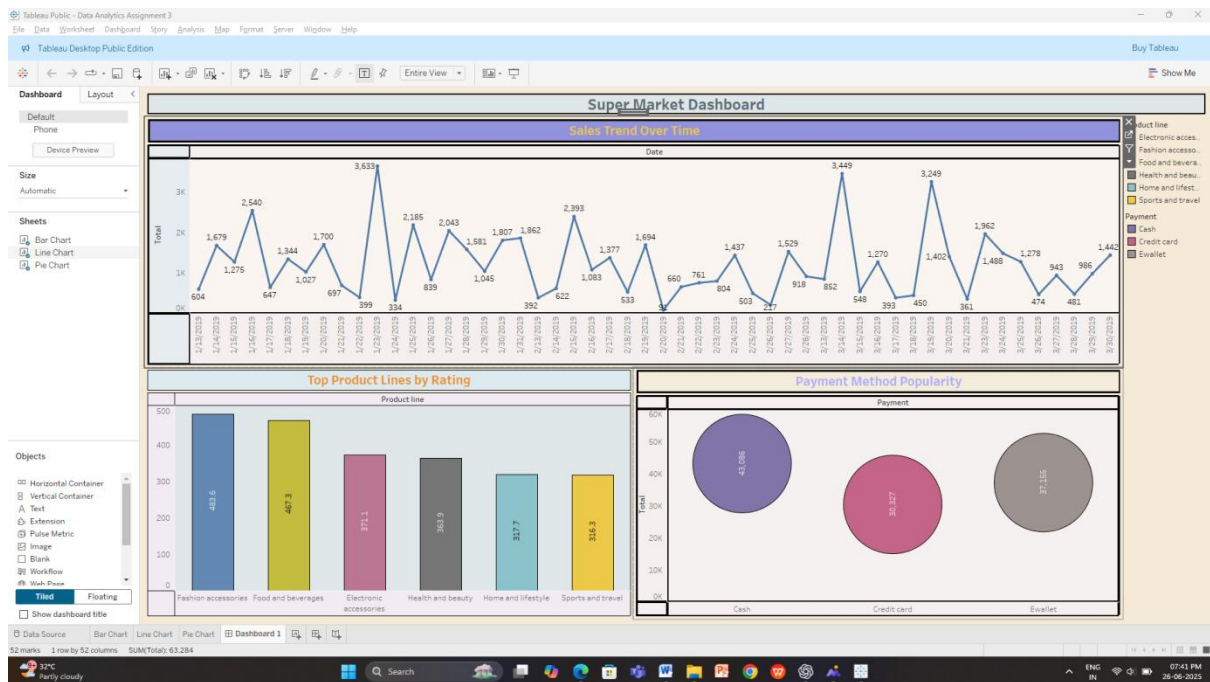 Tableau Public - Data Analytics Assignment 3
File Data Worksheet Dashboard Story Analysis Map Format Server Window Help
Tableau Desktop Public Edition Buy Tableau
Entire View Show Me
Dashboard Layout
Default
Phone
Device Preview
Size
Automatic
Sheets
Bar Chart
Line Chart
Pie Chart
Objects
Horizontal Container
Vertical Container
A Text
Extension
Pulse Metric
Image
Blank
Workflow
Web Page
Tiled Floating
Show dashboard title
Super Market Dashboard
Sales Trend Over Time
Date
Total
3K
2K
1K
0K
604 1,679 1,275 2,540 647 1,344 1,027 1,700 697 399 3,633 334 2,185 839 2,043 1,581 1,045 1,807 1,862 392 622 2,393 1,083 1,377 533 1,694 660 761 804 1,437 503 217 1,529 918 852 3,449 548 1,270 393 450 3,249 1,402 361 1,962 1,488 1,278 474 943 481 986 1,442
1/13/2019 1/14/2019 1/15/2019 1/16/2019 1/17/2019 1/18/2019 1/19/2019 1/20/2019 1/21/2019 1/22/2019 1/23/2019 1/24/2019 1/25/2019 1/26/2019 1/27/2019 1/28/2019 1/29/2019 1/30/2019 1/31/2019 2/13/2019 2/14/2019 2/15/2019 2/16/2019 2/17/2019 2/18/2019 2/19/2019 2/20/2019 2/21/2019 2/22/2019 2/23/2019 2/24/2019 2/25/2019 2/26/2019 2/27/2019 2/28/2019 3/13/2019 3/14/2019 3/15/2019 3/16/2019 3/17/2019 3/18/2019 3/19/2019 3/20/2019 3/21/2019 3/22/2019 3/23/2019 3/24/2019 3/25/2019 3/26/2019 3/27/2019 3/28/2019 3/29/2019 3/30/2019
duct line
Electronic acces..
Fashion accesso..
Food and bevera..
Health and beau..
Home and lifest..
Sports and travel
Payment
Cash
Credit card
Ewallet
Top Product Lines by Rating
Product line
500
400
300
200
100
0
483.6 467.3 371.1 363.9 317.7 316.3
Fashion accessories Food and beverages Electronic accessories Health and beauty Home and lifestyle Sports and travel
Payment Method Popularity
Payment
Total
60K
50K
40K
30K
20K
10K
0K
43,086 30,327 37,155
Cash Credit card Ewallet
Data Source Bar Chart Line Chart Pie Chart Dashboard 1
52 marks 1 row by 52 columns SUM(Total): 63.284
32°C
Partly cloudy
Search
ENG
IN
07:41 PM
26-06-2025